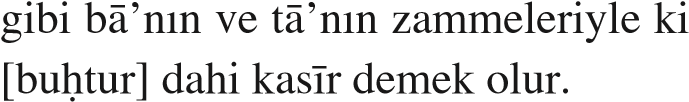 gibi bā’nın ve tā’nın zammeleriyle ki
[buḥtur] dahi kasīr demek olur.